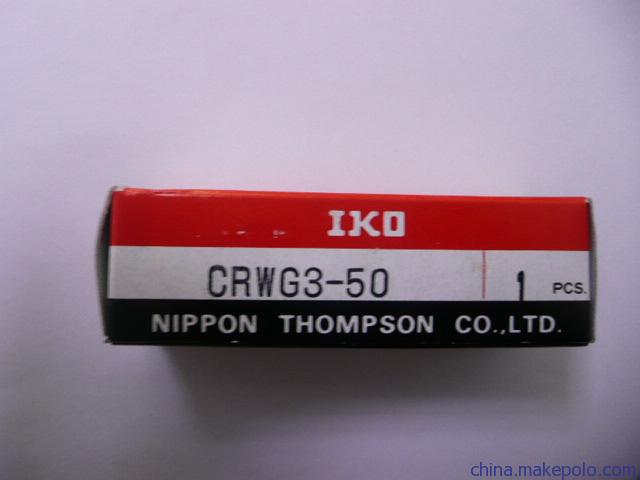 IKO
CRWG3-50 1 PCS.
NIPPON THOMPSON CO.,LTD.
china.makepolo.com